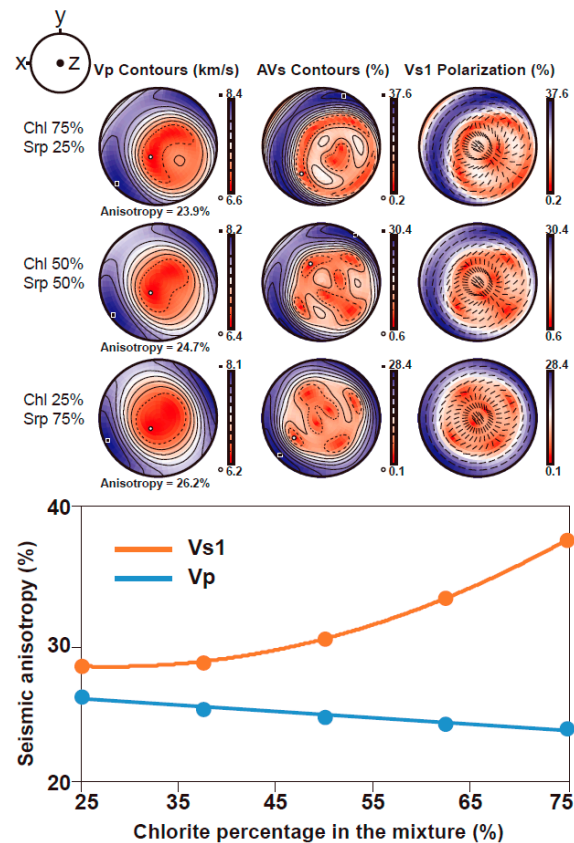 y
x
z
Vp Contours (km/s) AVs Contours (%) Vs1 Polarization (%)
Chl 75%
Srp 25%
8.4
6.6
37.6
0.2
37.6
0.2
Anisotropy = 23.9%
Chl 50%
Srp 50%
8.2
6.4
30.4
0.6
30.4
0.6
Anisotropy = 24.7%
Chl 25%
Srp 75%
8.1
6.2
28.4
0.1
28.4
0.1
Anisotropy = 26.2%
Seismic anisotropy (%)
40
30
20
Vs1
Vp
25 35 45 55 65 75
Chlorite percentage in the mixture (%)